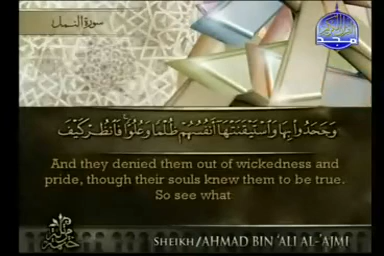 سورة النمل
المجد
وَجَحَدُوا بِهَا وَاسْتَيْقَنَتْهَا أَنفُسُهُمْ ظُلْمًا وَعُلُوًّا ۚ فَانظُرْ كَيْفَ
And they denied them out of wickedness and
pride, though their souls knew them to be true.
So see what
SHEIKH/AHMAD BIN 'ALI AL-'AJMI